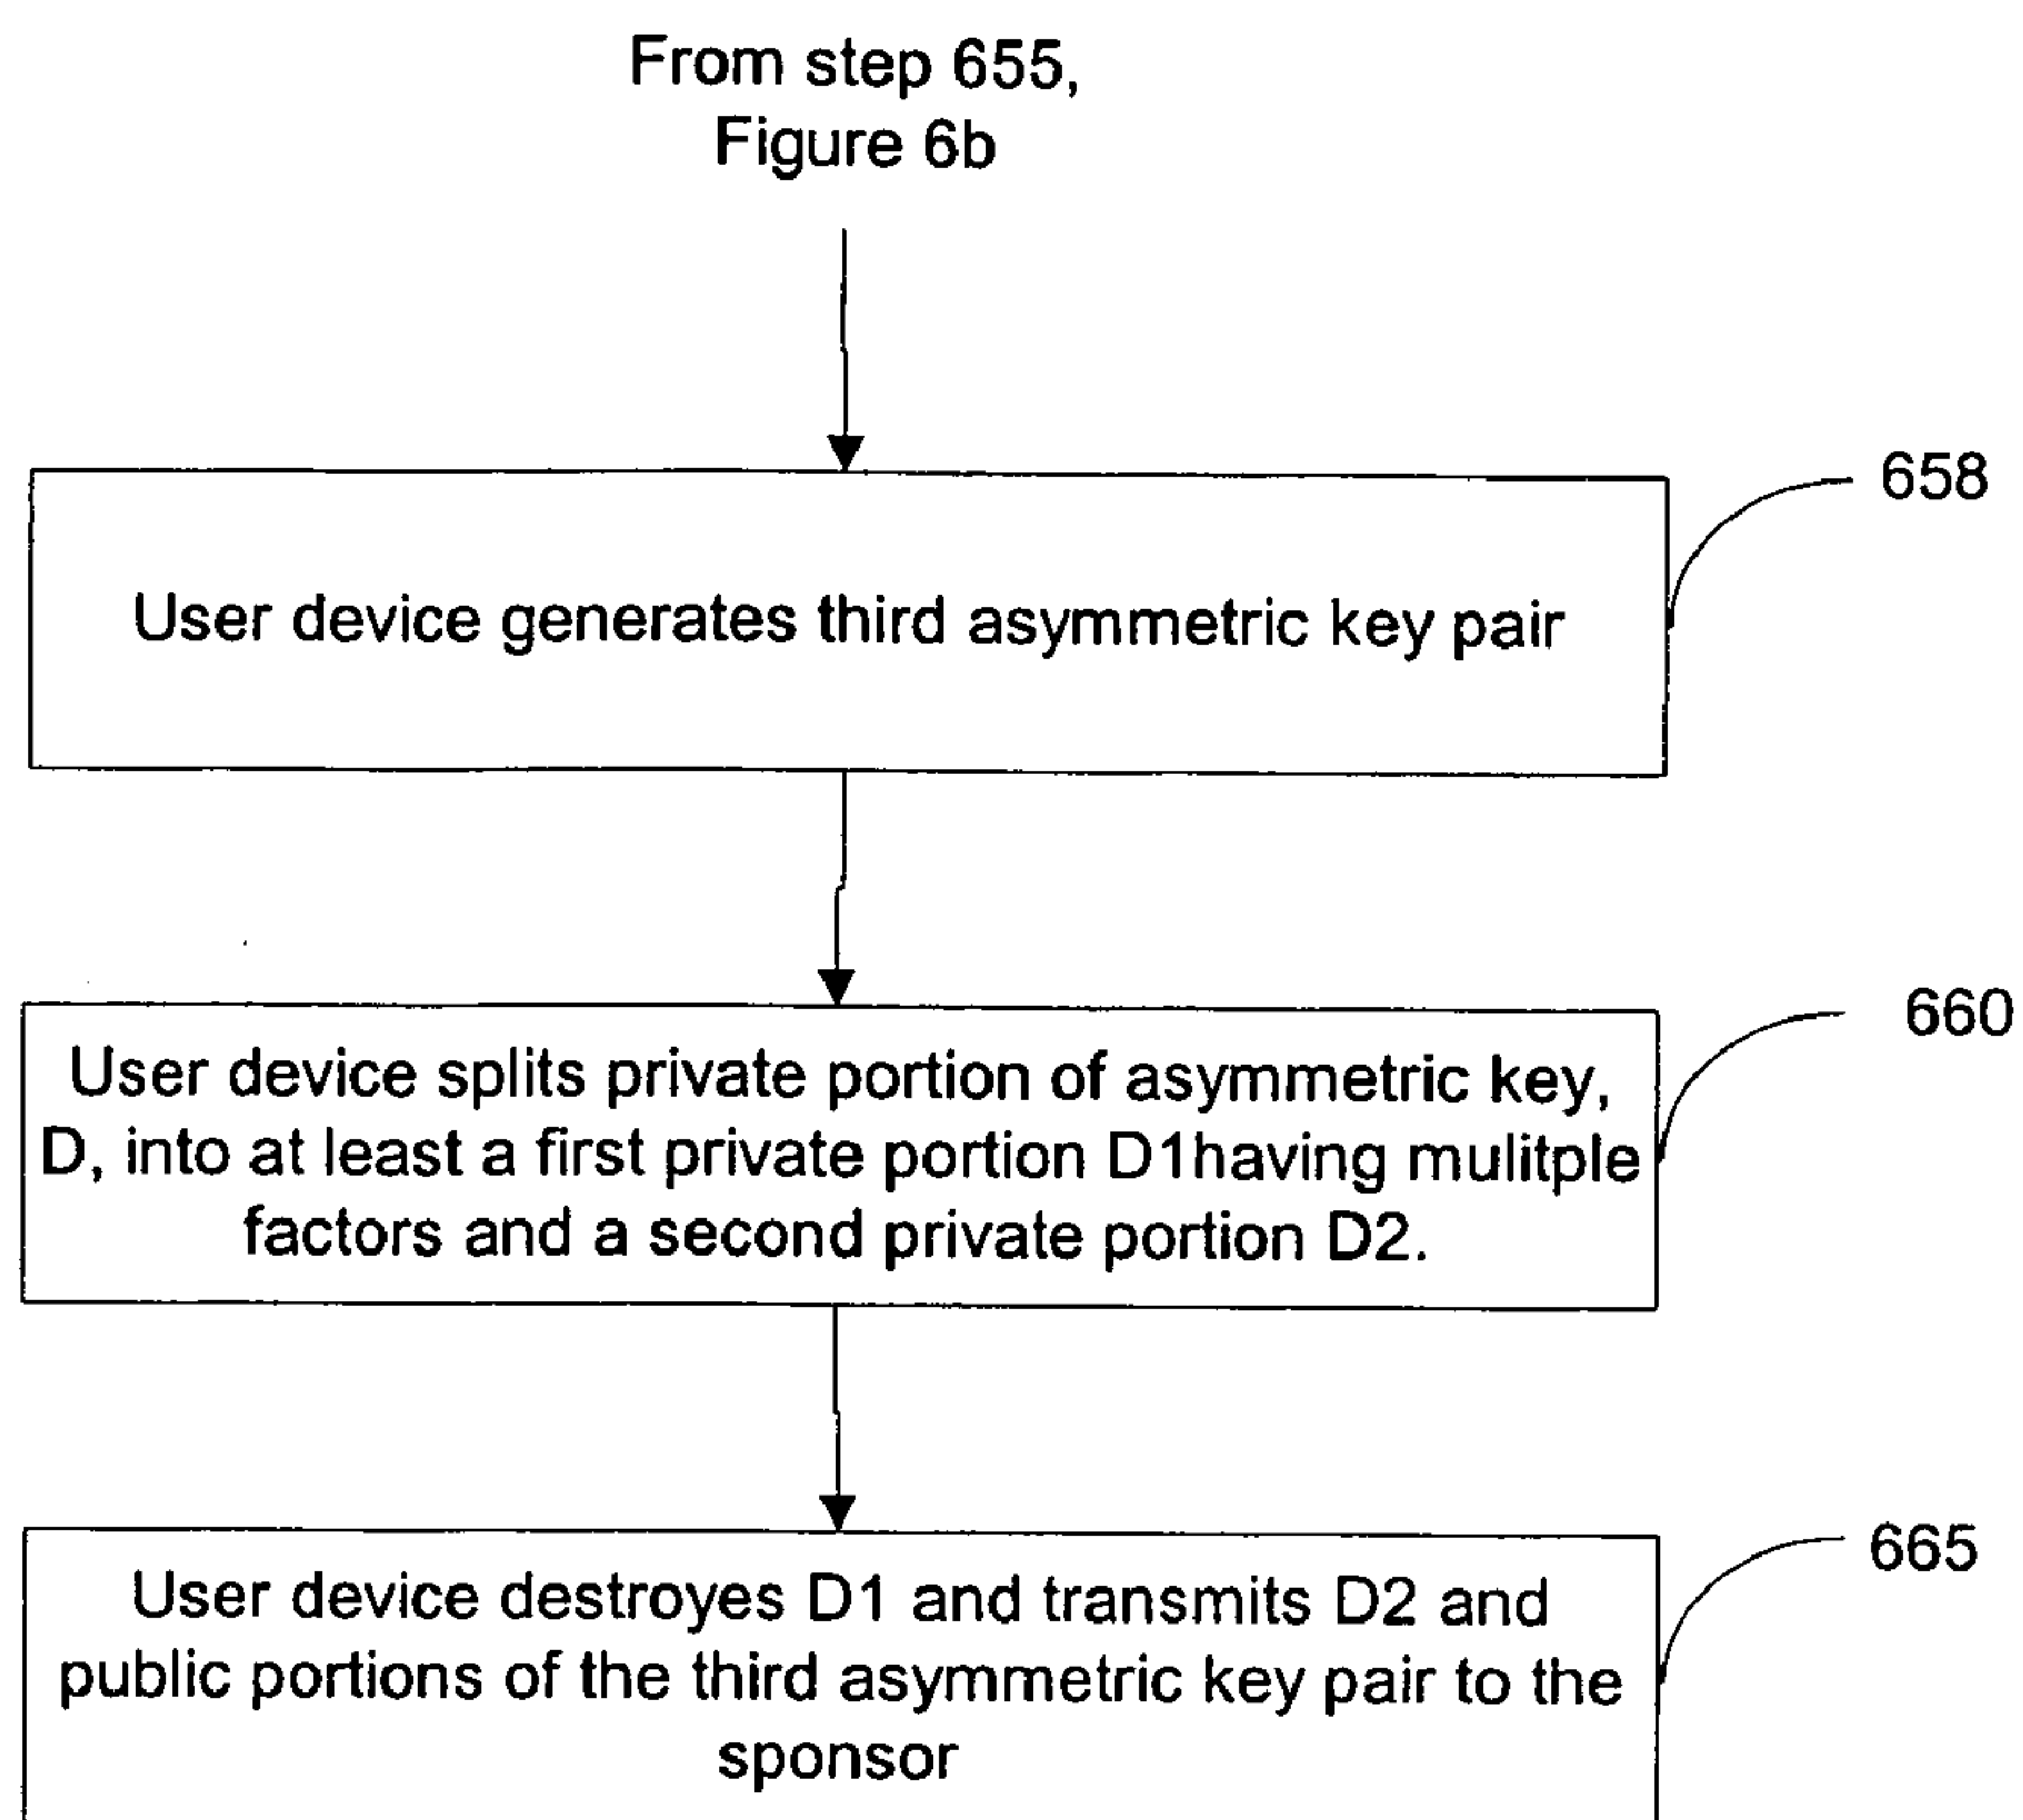 From step 655,
Figure 6b
658
User device generates third asymmetric key pair
660
User device splits private portion of asymmetric key,
D, into at least a first private portion D1having mulitple
factors and a second private portion D2.
665
User device destroyes D1 and transmits D2 and
public portions of the third asymmetric key pair to the
sponsor